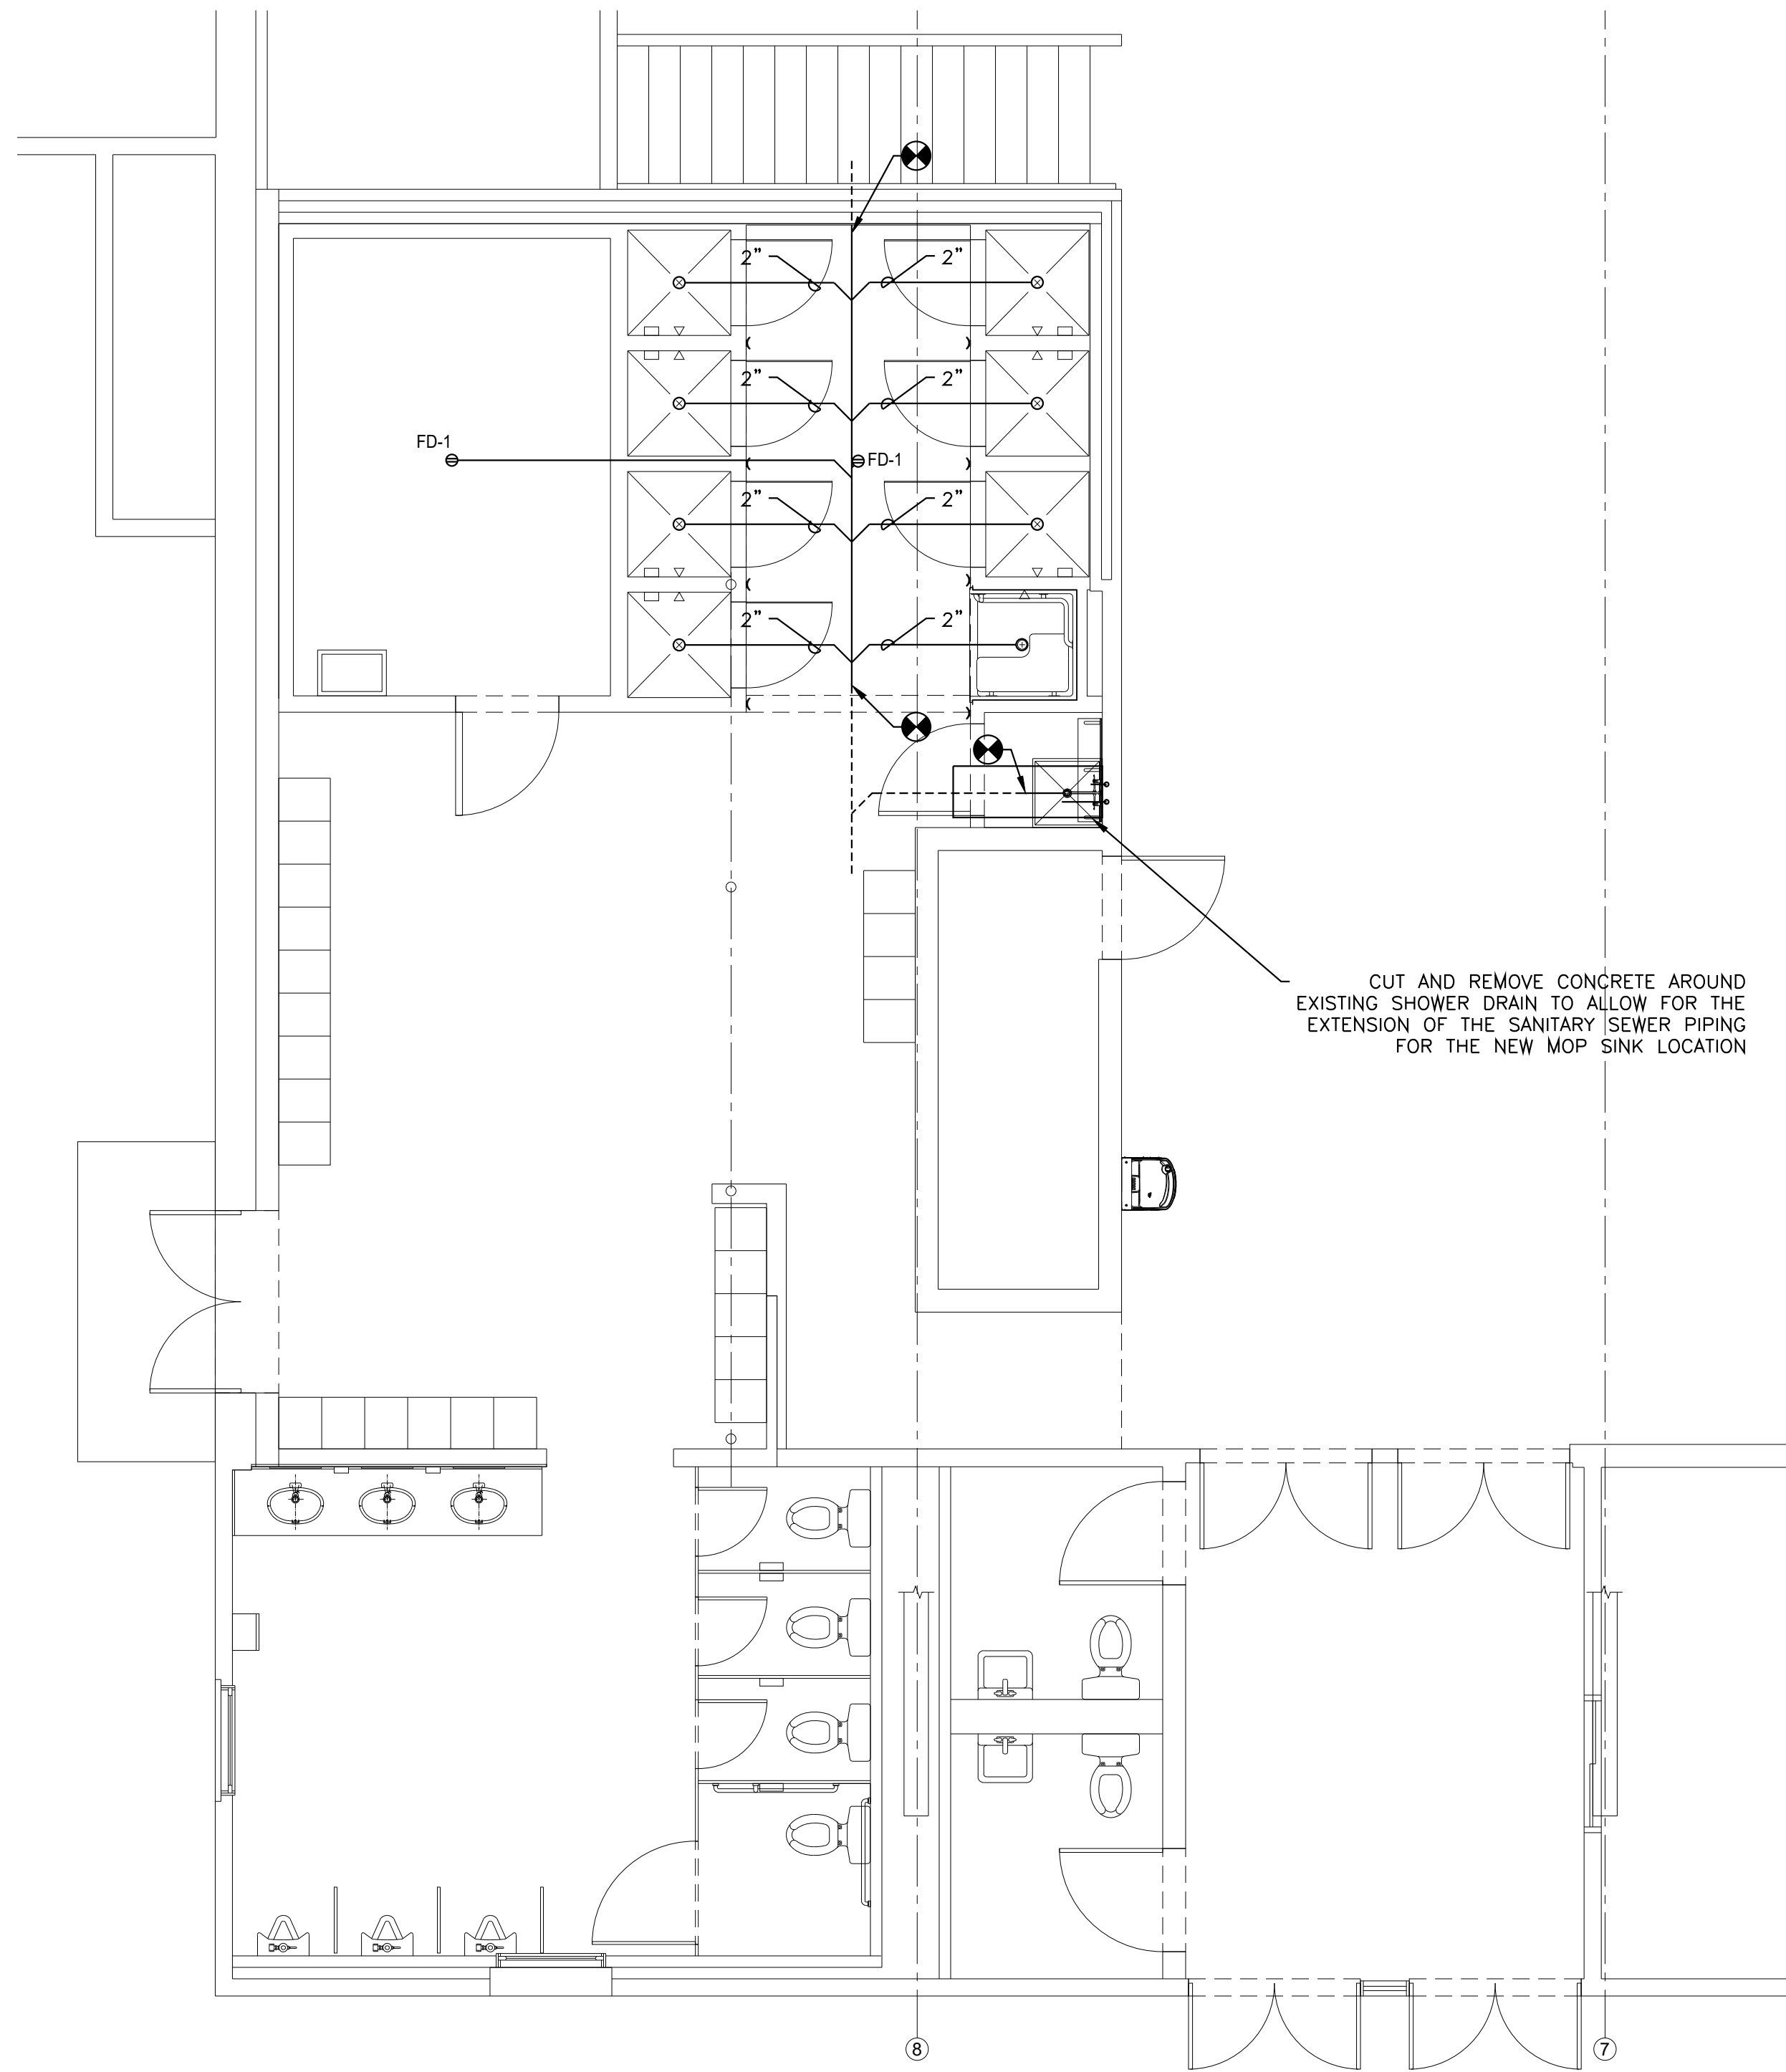 2" 2"
2" 2"
FD-1
FD-1
2" 2"
2" 2"
CUT AND REMOVE CONCRETE AROUND
EXISTING SHOWER DRAIN TO ALLOW FOR THE
EXTENSION OF THE SANITARY SEWER PIPING
FOR THE NEW MOP SINK LOCATION
8
7